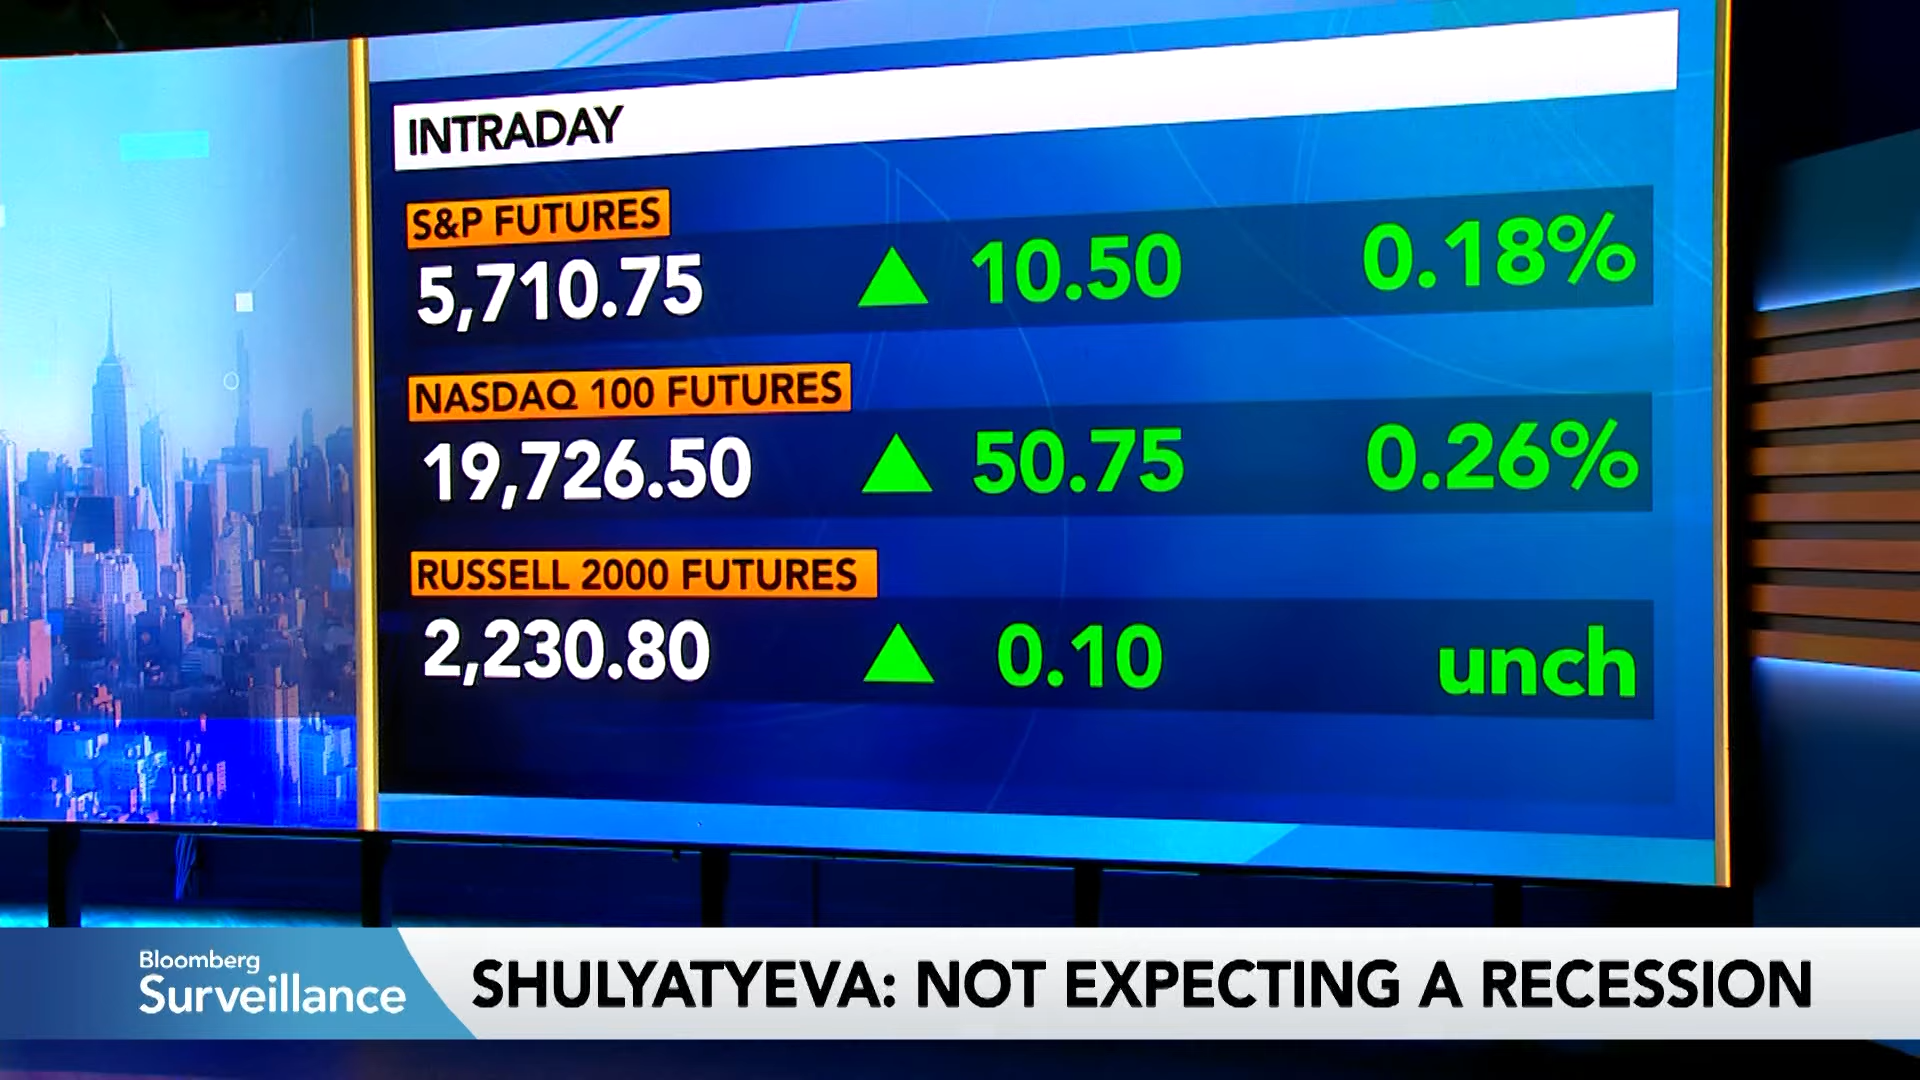 INTRADAY
S&P FUTURES
5,710.75 ▲ 10.50 0.18%
NASDAQ 100 FUTURES
19,726.50 ▲ 50.75 0.26%
RUSSELL 2000 FUTURES
2,230.80 ▲ 0.10 unch
Bloomberg
Surveillance
SHULYATYEVA: NOT EXPECTING A RECESSION